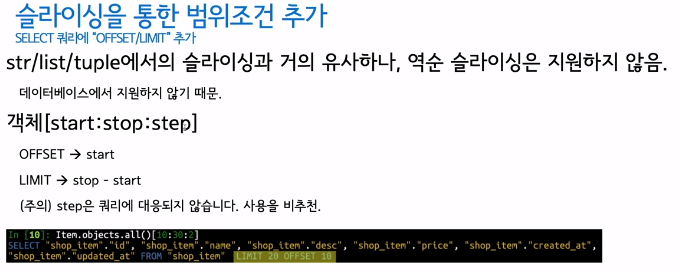 슬라이싱을 통한 범위조건 추가
SELECT 쿼리에 "OFFSET/LIMIT" 추가
str/list/tuple에서의 슬라이싱과 거의 유사하나, 역순 슬라이싱은 지원하지 않음.
데이터베이스에서 지원하지 않기 때문.
객체[start:stop:step]
OFFSET → start
LIMIT → stop - start
(주의) step은 쿼리에 대응되지 않습니다. 사용을 비추천.
In [10]: Item.objects.all()[10:30:2]
SELECT "shop_item"."id", "shop_item"."name", "shop_item"."desc", "shop_item"."price", "shop_item"."created_at",
"shop_item"."updated_at" FROM "shop_item" LIMIT 20 OFFSET 10